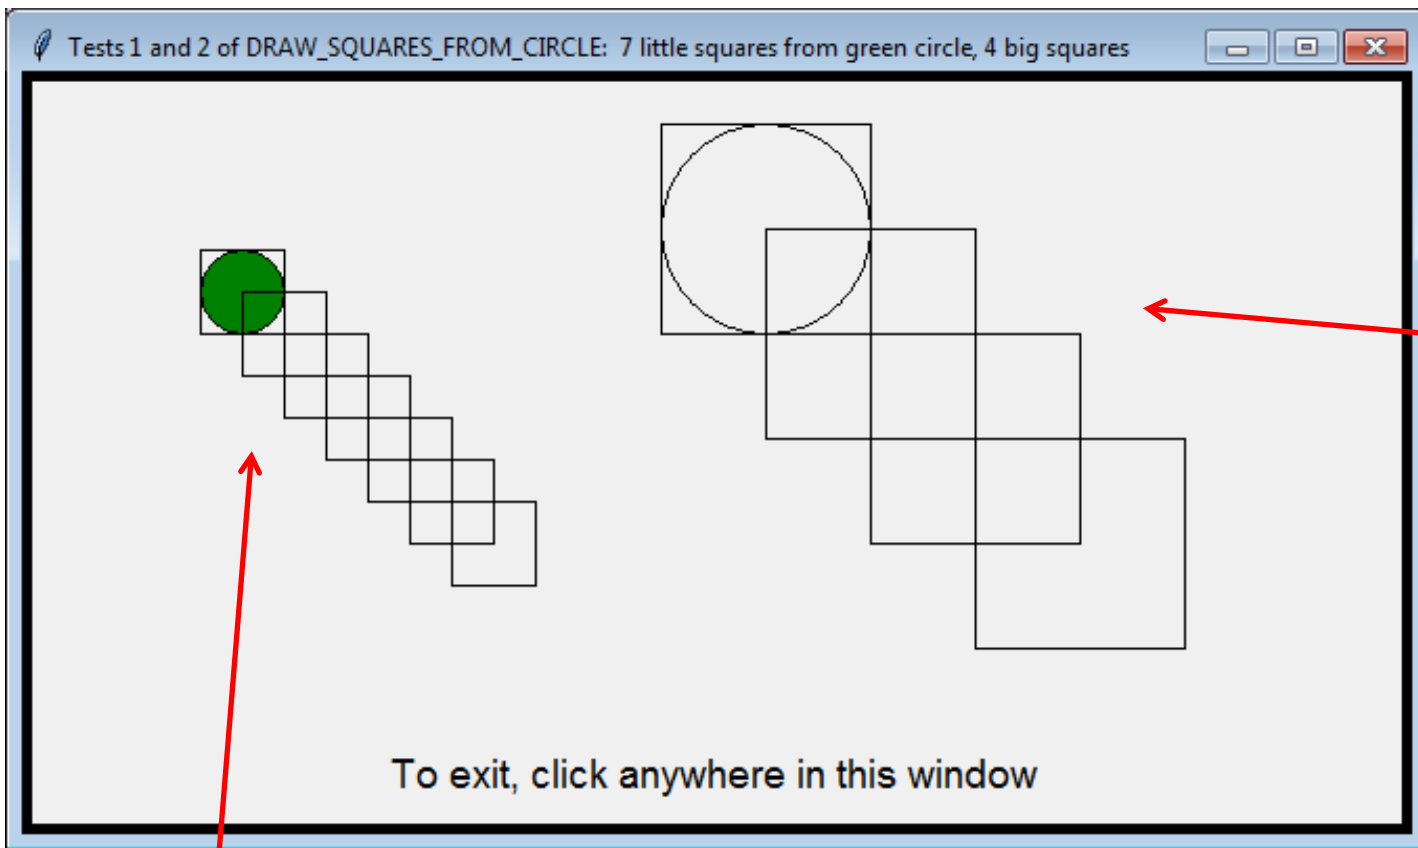 Tests 1 and 2 of DRAW_SQUARES_FROM_CIRCLE:  7 little squares from green circle, 4 big squares
To exit, click anywhere in this window